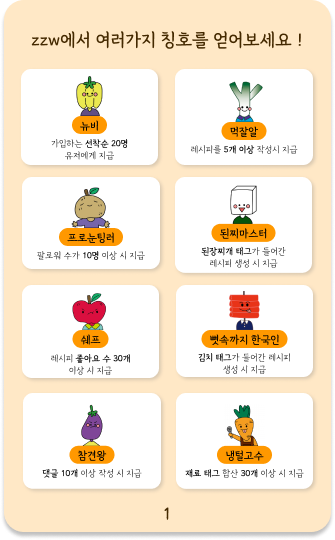 zzw에서 여러가지 칭호를 얻어보세요 !
뉴비
가입하는 선착순 20명
유저에게 지급
먹잘알
레시피를 5개 이상 작성시 지급
프로눈팅러
팔로워 수가 10명 이상 시 지급
된찌마스터
된장찌개 태그가 들어간
레시피 생성 시 지급
쉐프
레시피 좋아요 수 30개
이상 시 지급
뼛속까지 한국인
김치 태그가 들어간 레시피
생성 시 지급
참견왕
댓글 10개 이상 작성 시 지급
냉털고수
재료 태그 합산 30개 이상 시 지급
1